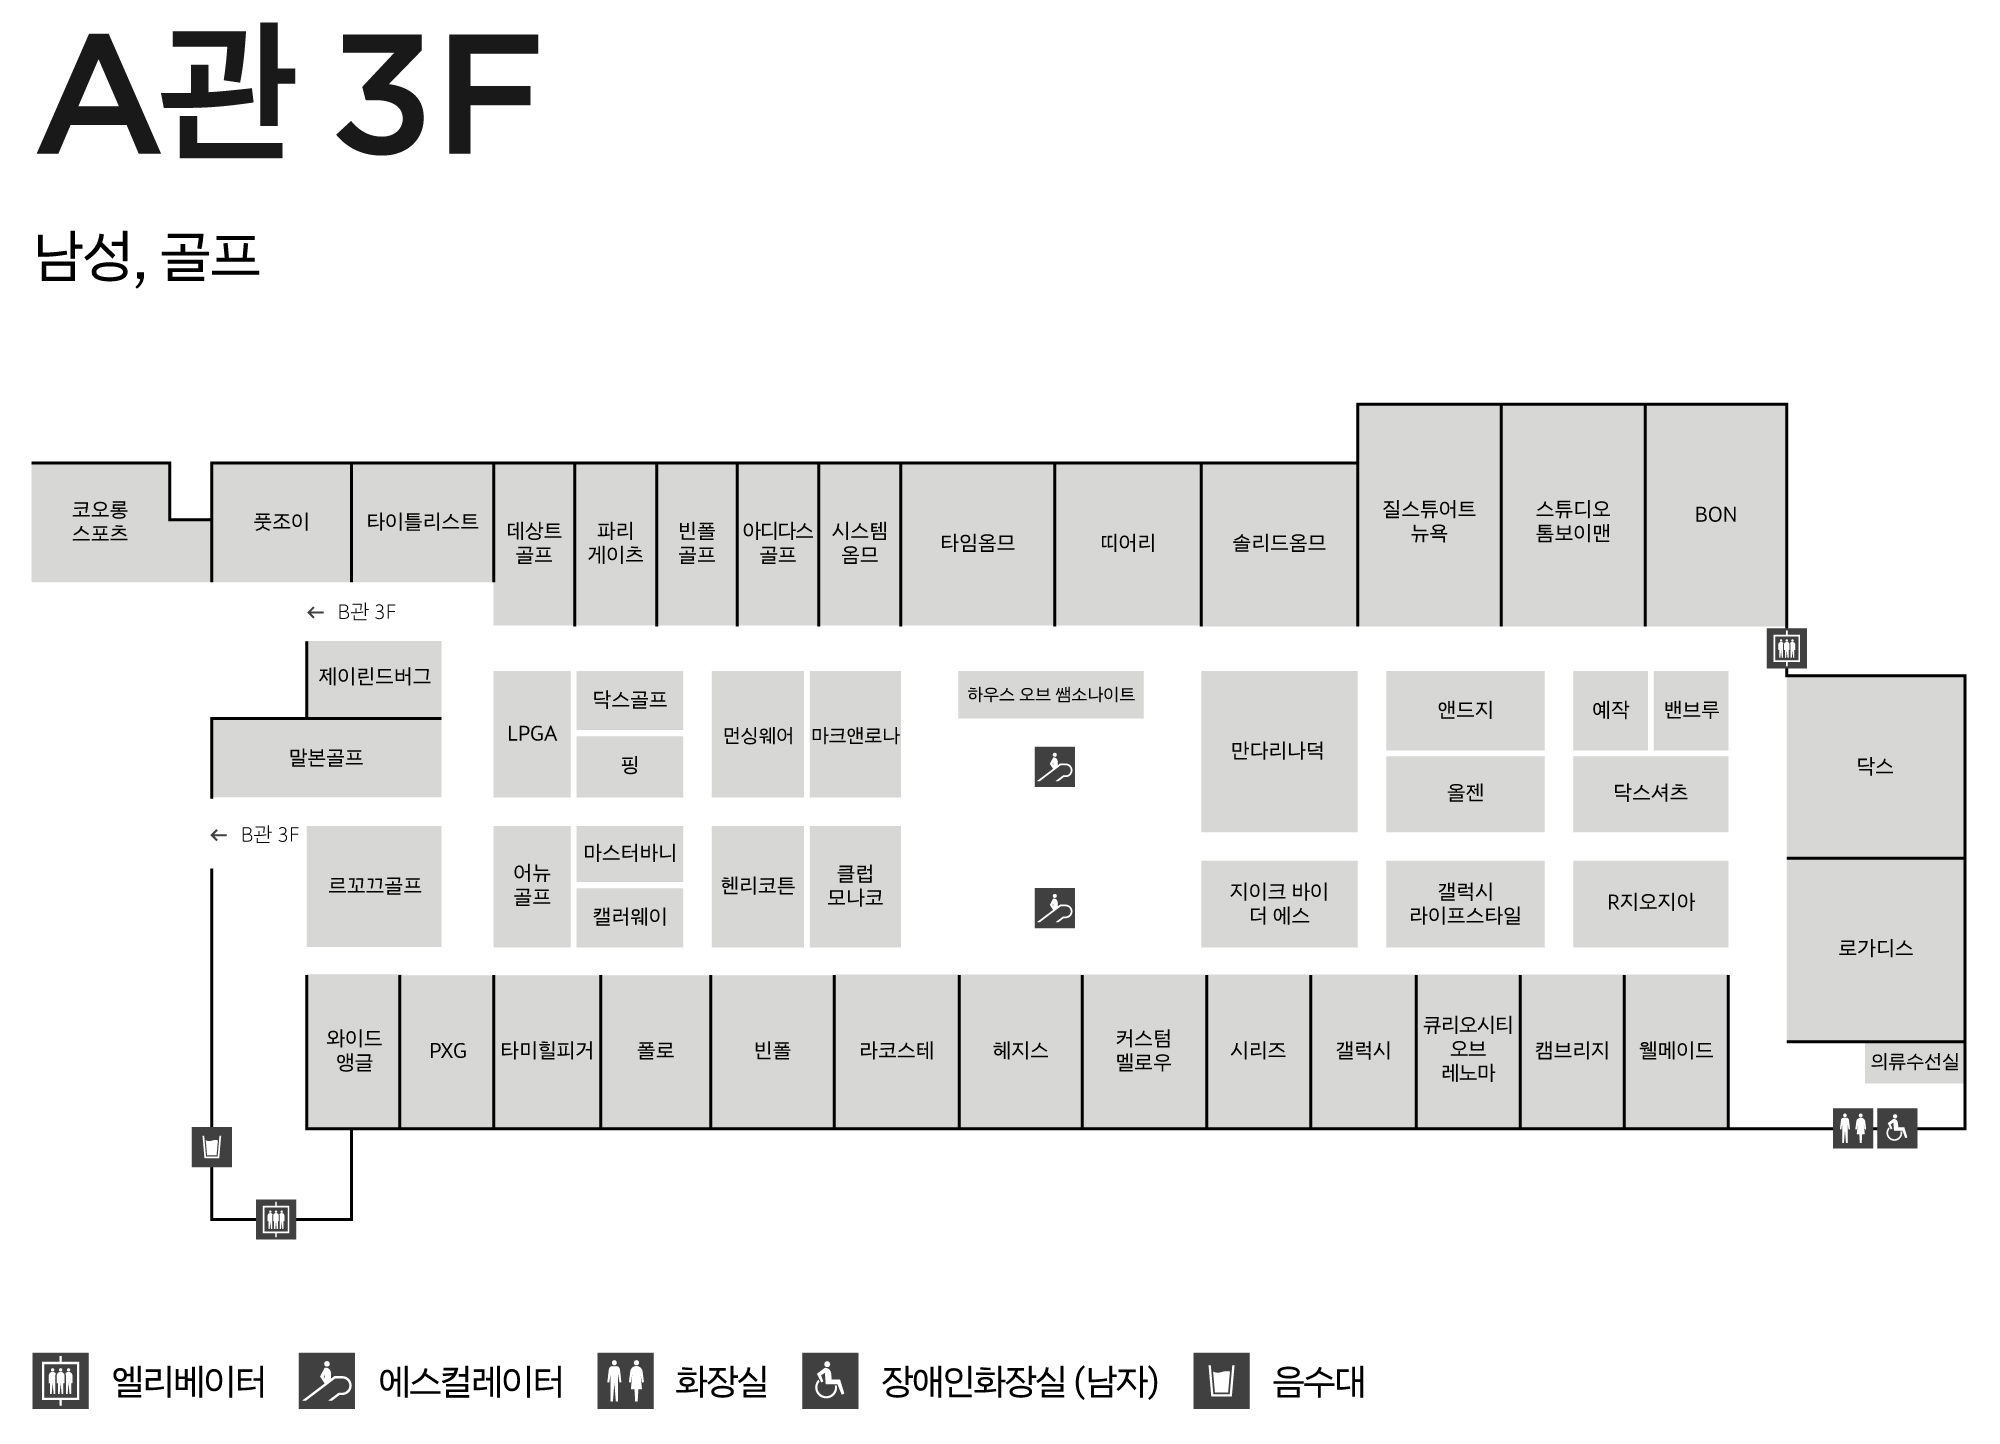 A관 3F
남성, 골프
코오롱
스포츠
풋조이
타이틀리스트
데상트
골프
파리
게이츠
빈폴
골프
아디다스
골프
시스템
옴므
타임옴므
띠어리
솔리드옴므
질스튜어트
뉴욕
스튜디오
톰보이맨
BON
← B관 3F
제이린드버그
말본골프
LPGA
닥스골프
핑
먼싱웨어
마크앤로나
하우스 오브 쌤소나이트
만다리나덕
앤드지
올젠
예작
밴브루
닥스셔츠
닥스
← B관 3F
르꼬끄골프
어뉴
골프
마스터바니
캘러웨이
헨리코튼
클럽
모나코
지이크 바이
더 에스
갤럭시
라이프스타일
R지오지아
로가디스
와이드
앵글
PXG
타미힐피거
폴로
빈폴
라코스테
헤지스
커스텀
멜로우
시리즈
갤럭시
큐리오시티
오브
레노마
캠브리지
웰메이드
의류수선실
엘리베이터
에스컬레이터
화장실
장애인화장실 (남자)
음수대